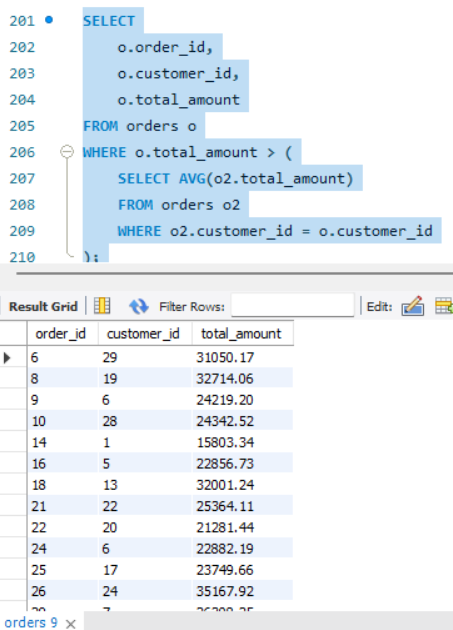 201 SELECT
202 o.order_id,
203 o.customer_id,
204 o.total_amount
205 FROM orders o
206 WHERE o.total_amount > (
207 SELECT AVG(o2.total_amount)
208 FROM orders o2
209 WHERE o2.customer_id = o.customer_id
210 );
Result Grid Filter Rows: Edit:
order_id customer_id total_amount
6 29 31050.17
8 19 32714.06
9 6 24219.20
10 28 24342.52
14 1 15803.34
16 5 22856.73
18 13 32001.24
21 22 25364.11
22 20 21281.44
24 6 22882.19
25 17 23749.66
26 24 35167.92
orders 9